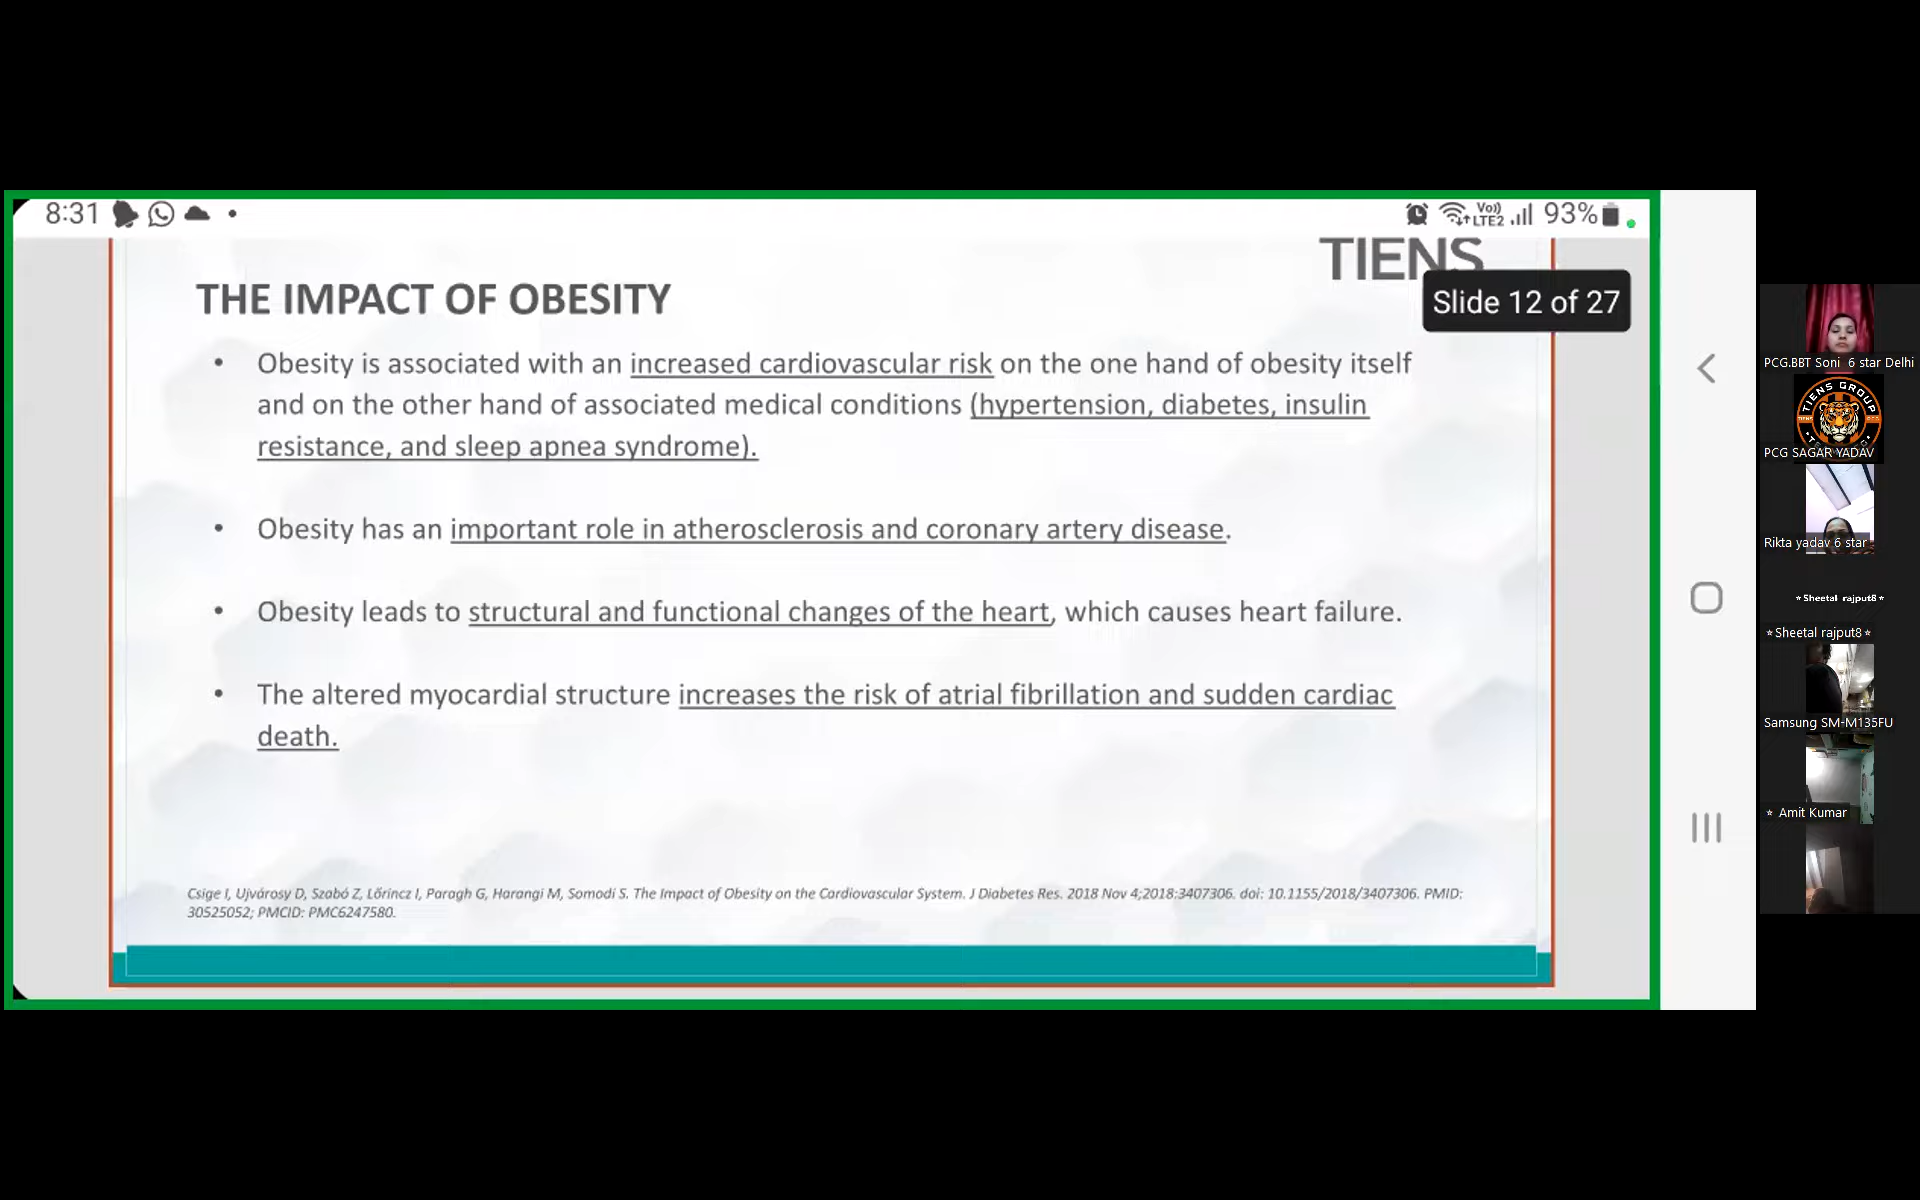 8:31
Vo))
LTE2
93%
TIENS
Slide 12 of 27
THE IMPACT OF OBESITY
• Obesity is associated with an increased cardiovascular risk on the one hand of obesity itself
and on the other hand of associated medical conditions (hypertension, diabetes, insulin
resistance, and sleep apnea syndrome).
• Obesity has an important role in atherosclerosis and coronary artery disease.
• Obesity leads to structural and functional changes of the heart, which causes heart failure.
• The altered myocardial structure increases the risk of atrial fibrillation and sudden cardiac
death.
Csige I, Ujvárosy D, Szabó Z, Lőrincz I, Paragh G, Harangi M, Somodi S. The Impact of Obesity on the Cardiovascular System. J Diabetes Res. 2018 Nov 4;2018:3407306. doi: 10.1155/2018/3407306. PMID:
30525052; PMCID: PMC6247580.
PCG.BBT Soni 6 star Delhi
TIENS GROUP
PCG SAGAR YADAV
Rikta yadav 6 star
⭑Sheetal rajput8⭑
⭑Sheetal rajput8⭑
Samsung SM-M135FU
⭑ Amit Kumar